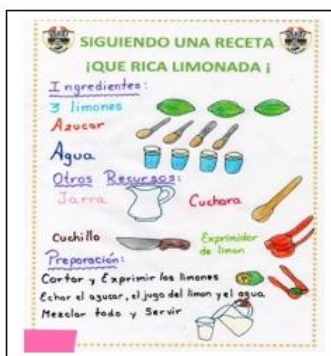 SIGUIENDO UNA RECETA
¡QUE RICA LIMONADA ¡
Ingredientes:
3 limones
Azucar
Agua
Otros Recursos:
Jarra
Cuchara
Cuchillo
Exprimidor
de limon
Preparación:
Cortar y Exprimir los limones
Echar el azucar, el jugo del limon y el agua
Mezclar todo y Servir